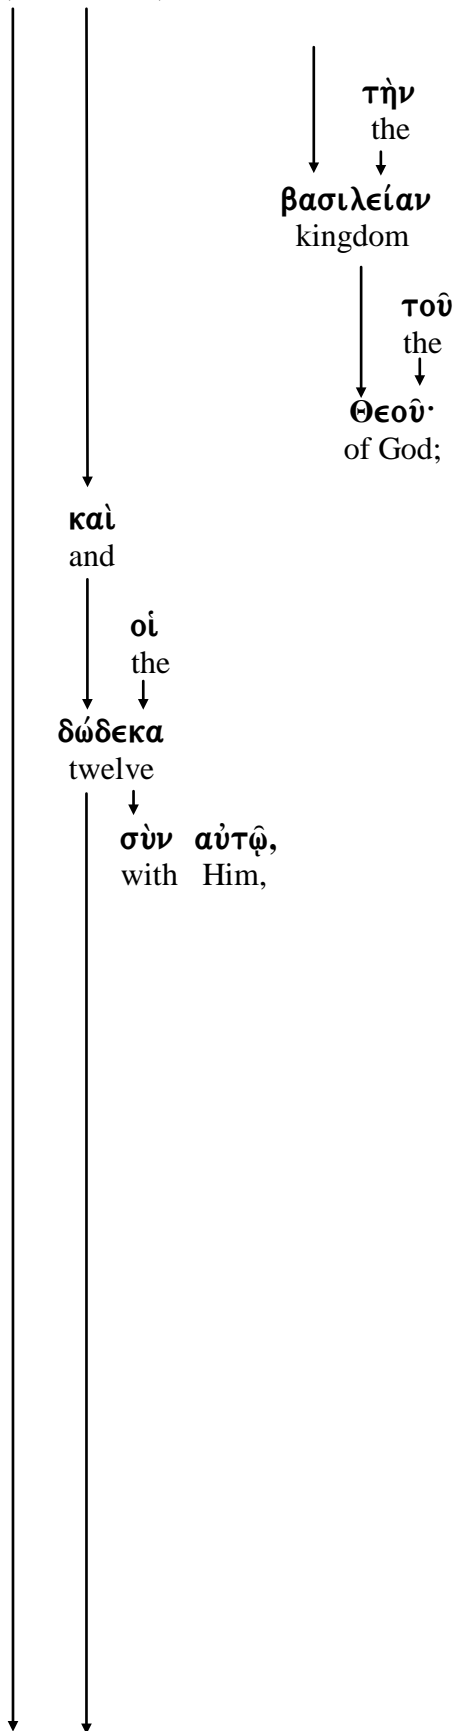 τὴν
the
βασιλείαν
kingdom
τοῦ
the
Θεοῦ·
of God;
καὶ
and
οἱ
the
δώδεκα
twelve
σὺν αὐτῷ,
with Him,